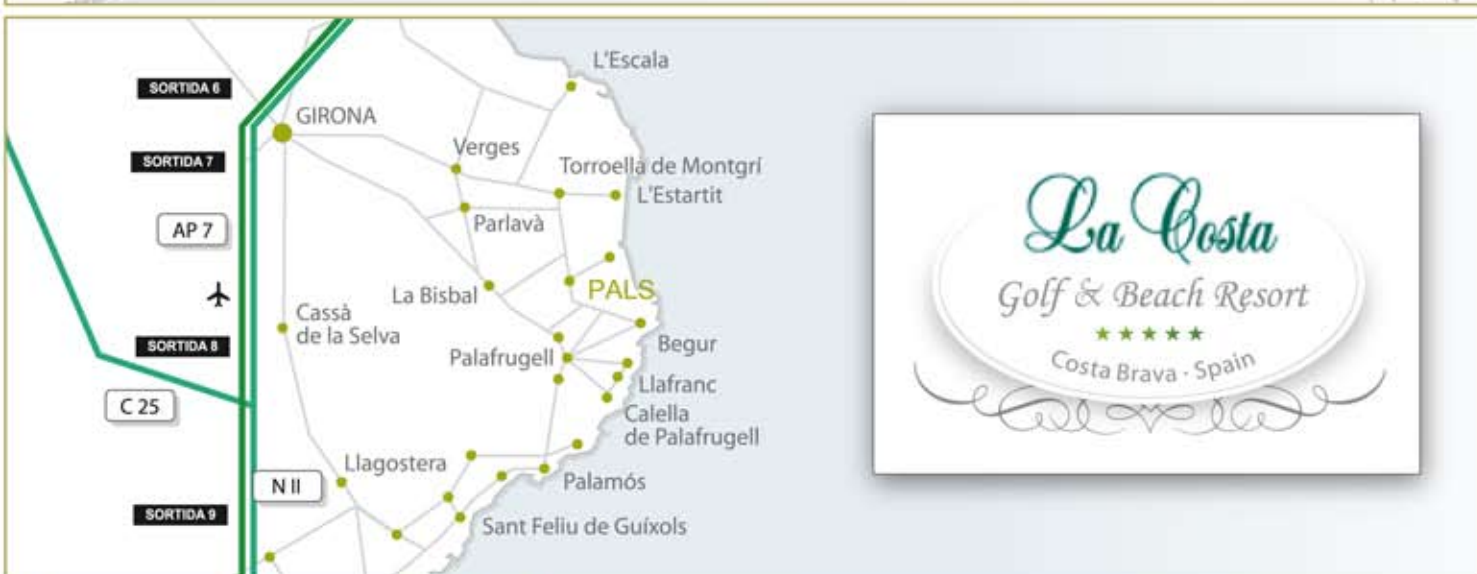 L'Escala
SORTIDA 6
GIRONA
Verges
SORTIDA 7
Torroella de Montgrí
L'Estartit
Parlavà
AP 7
La Bisbal
PALS
Cassà
de la Selva
SORTIDA 8
Palafrugell
Begur
Llafranc
C 25
Calella
de Palafrugell
Llagostera
N II
Palamós
SORTIDA 9
Sant Feliu de Guíxols
La Costa
Golf & Beach Resort
Costa Brava · Spain